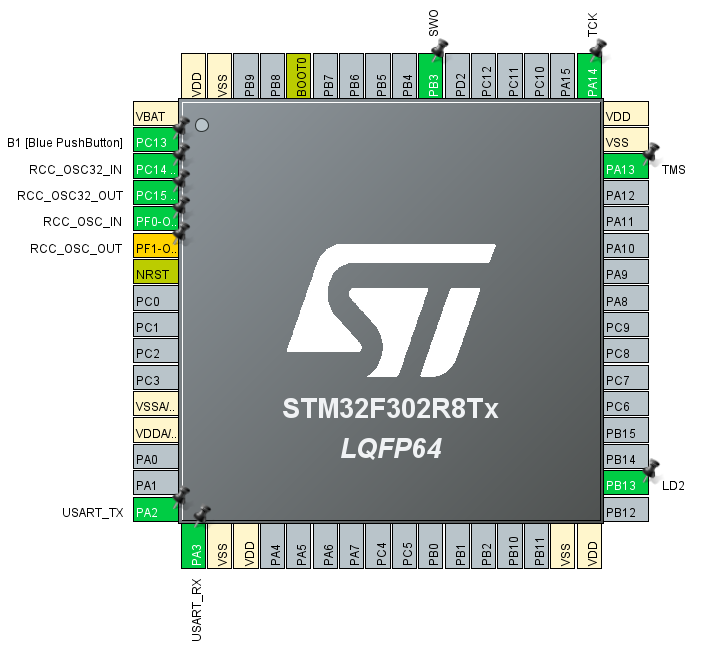 SWO
TCK
VDD
VSS
PB9
PB8
BOOT0
PB7
PB6
PB5
PB4
PB3
PD2
PC12
PC11
PC10
PA15
PA14
VBAT
B1 [Blue PushButton] PC13
RCC_OSC32_IN PC14 ..
RCC_OSC32_OUT PC15 ..
RCC_OSC_IN PF0-O..
RCC_OSC_OUT PF1-O..
NRST
PC0
PC1
PC2
PC3
VSSA/..
VDDA/..
PA0
PA1
USART_TX PA2
ST
STM32F302R8Tx
LQFP64
VDD
VSS
PA13 TMS
PA12
PA11
PA10
PA9
PA8
PC9
PC8
PC7
PC6
PB15
PB14
PB13 LD2
PB12
PA3
VSS
VDD
PA4
PA5
PA6
PA7
PC4
PC5
PB0
PB1
PB2
PB10
PB11
VSS
VDD
USART_RX